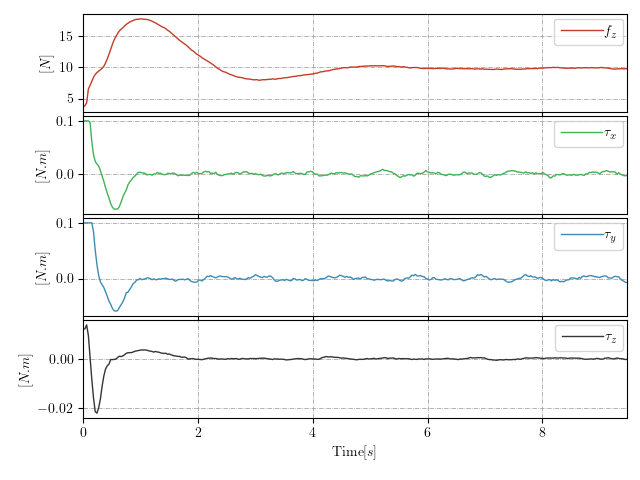 15
10
5
[N]
f_z
0.1
0.0
[N.m]
τ_x
0.1
0.0
[N.m]
τ_y
0.00
−0.02
[N.m]
τ_z
0 2 4 6 8
Time[s]